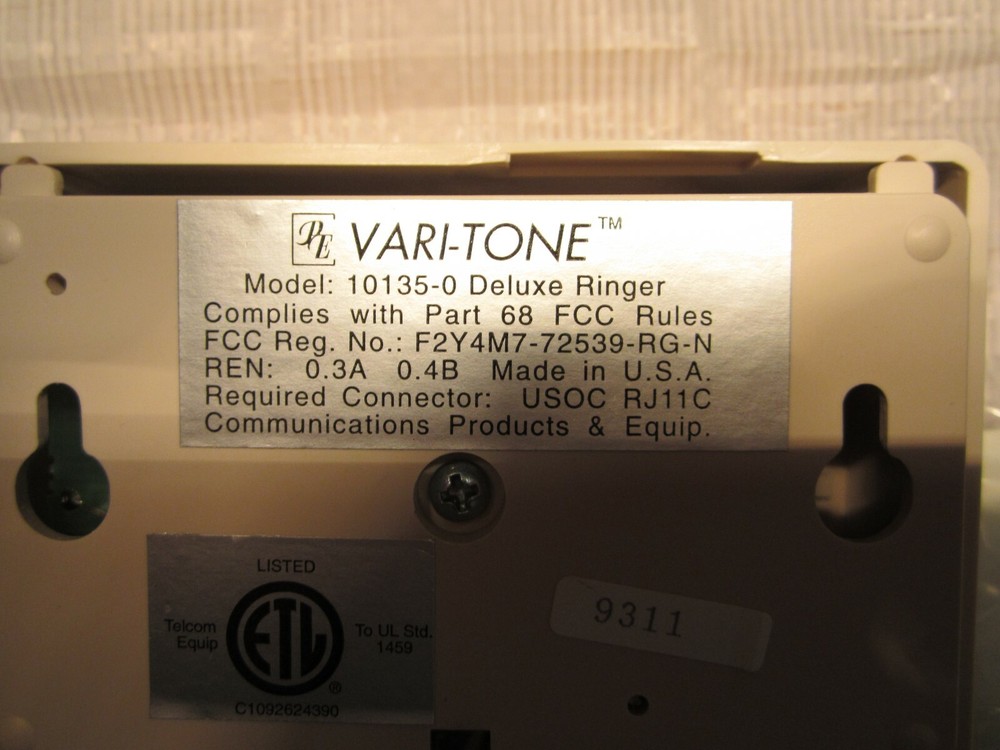 PE VARI-TONE™
Model: 10135-0 Deluxe Ringer
Complies with Part 68 FCC Rules
FCC Reg. No.: F2Y4M7-72539-RG-N
REN: 0.3A 0.4B Made in U.S.A.
Required Connector: USOC RJ11C
Communications Products & Equip.
LISTED
Telcom
Equip
ETL®
To UL Std.
1459
C1092624390
9311